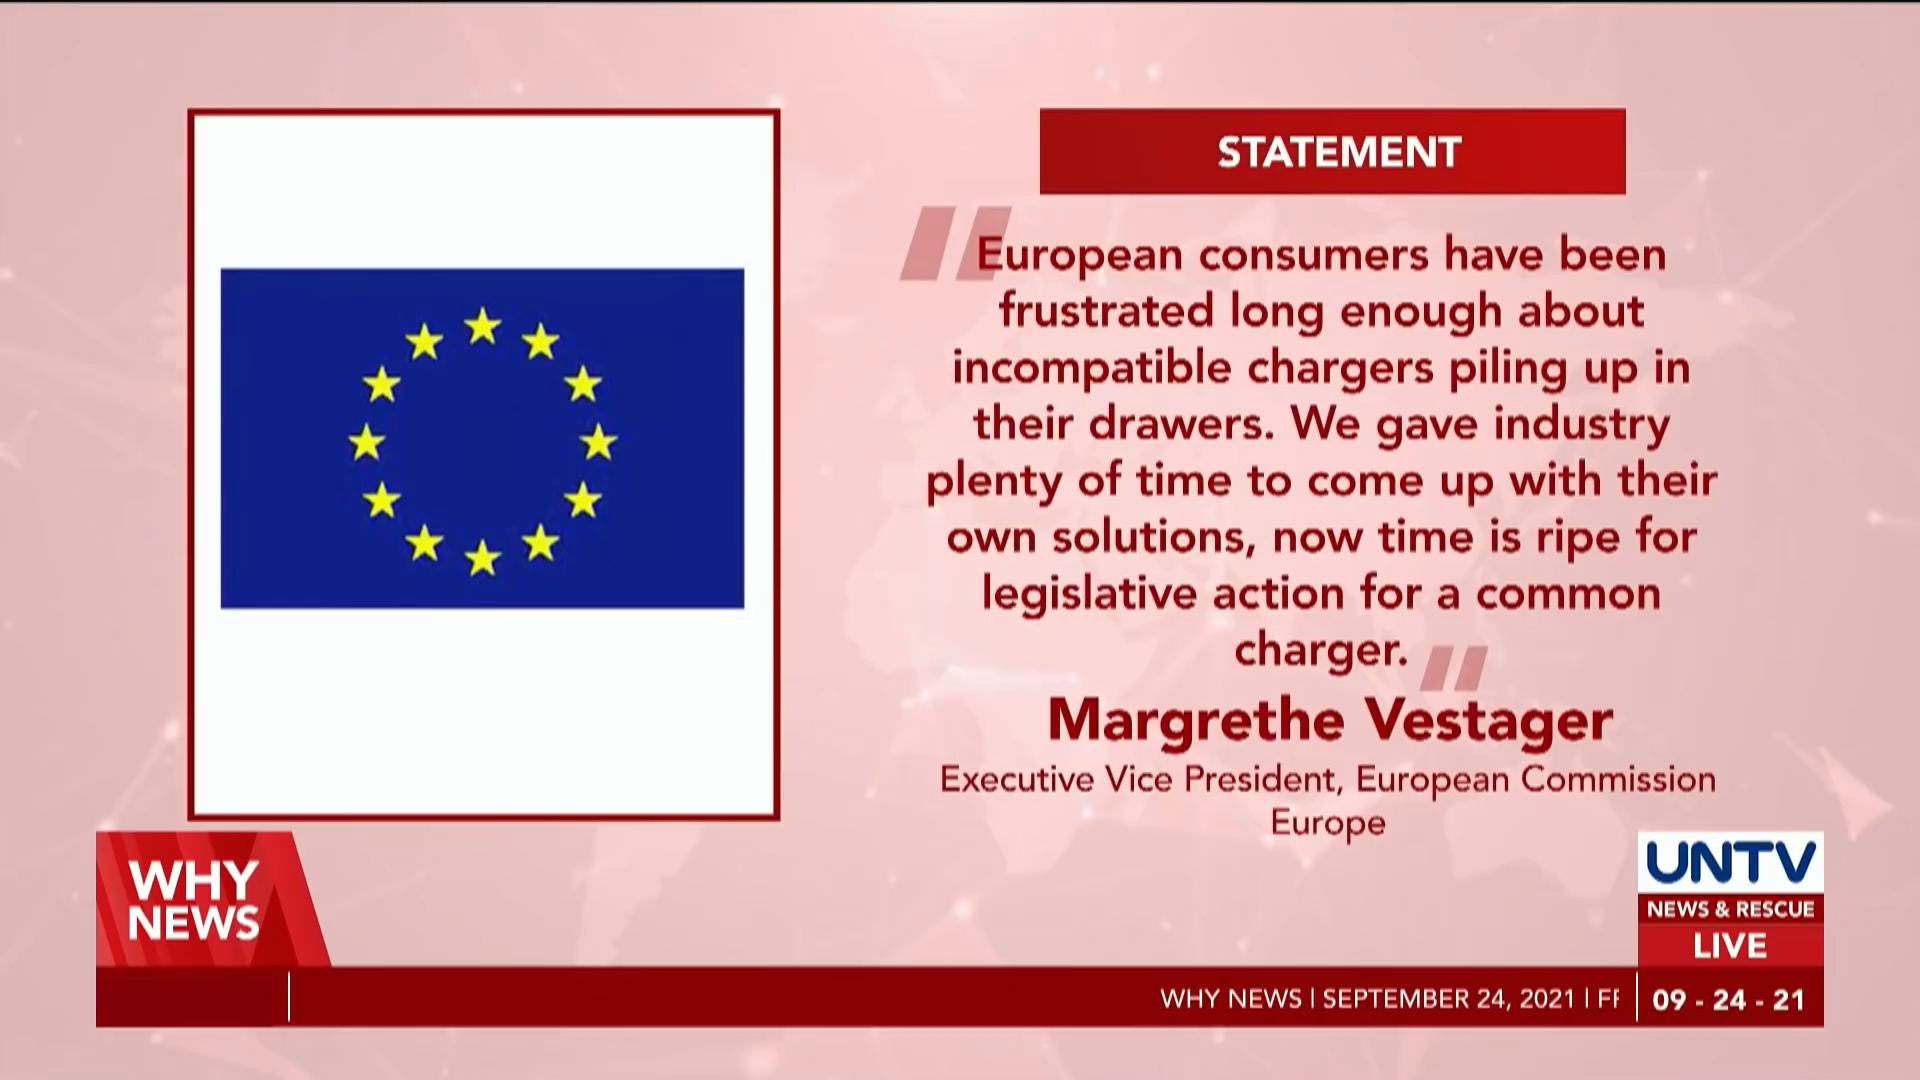 STATEMENT
European consumers have been
frustrated long enough about
incompatible chargers piling up in
their drawers. We gave industry
plenty of time to come up with their
own solutions, now time is ripe for
legislative action for a common
charger.
Margrethe Vestager
Executive Vice President, European Commission
Europe
WHY
NEWS
UNTV
NEWS & RESCUE
LIVE
WHY NEWS | SEPTEMBER 24, 2021 |
09 - 24 - 21